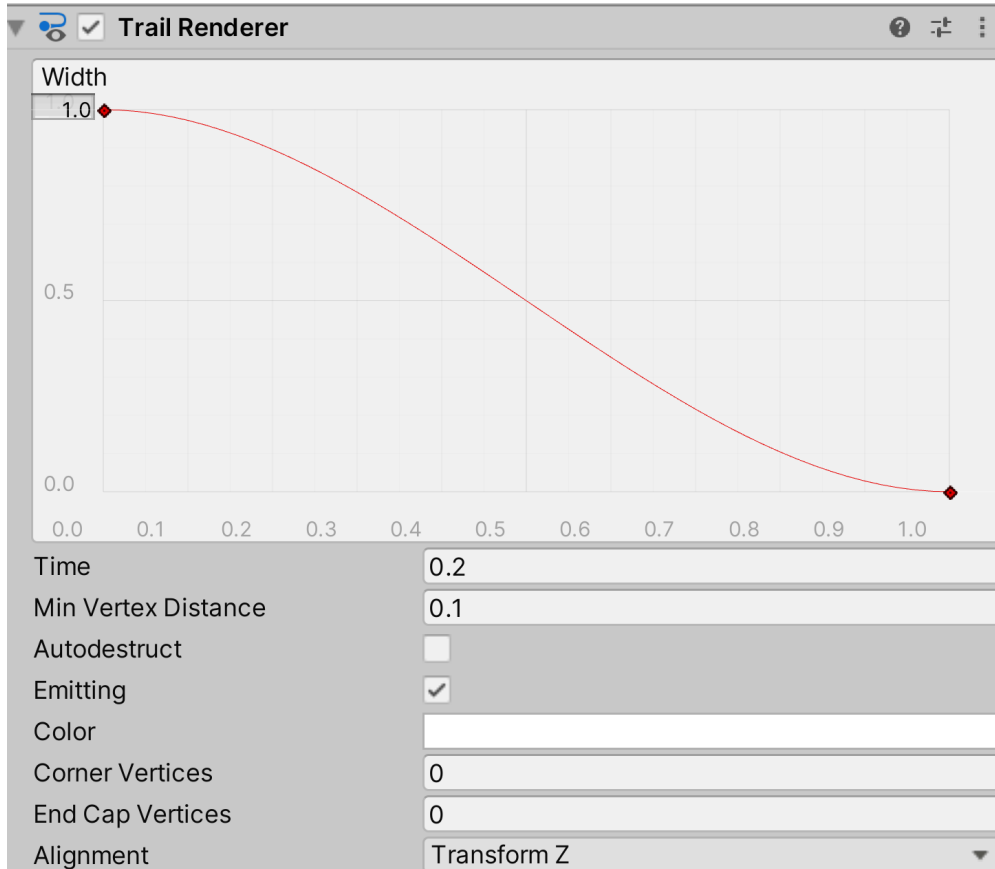 Trail Renderer
Width
1.0
0.5
0.0
0.0 0.1 0.2 0.3 0.4 0.5 0.6 0.7 0.8 0.9 1.0
Time 0.2
Min Vertex Distance 0.1
Autodestruct
Emitting
Color
Corner Vertices 0
End Cap Vertices 0
Alignment Transform Z